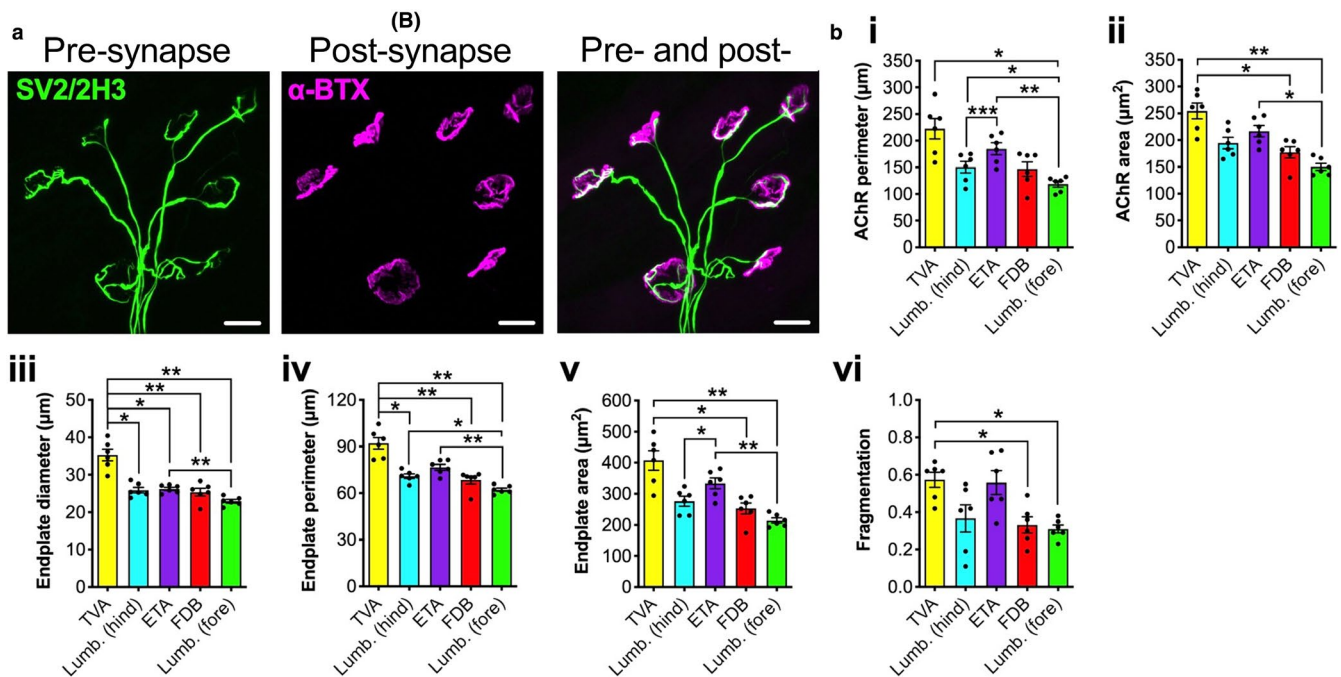 (B)
a
Pre-synapse
Post-synapse
Pre- and post-
SV2/2H3
α-BTX
b
i
AChR perimeter (µm)
350
300
250
200
150
100
50
0
*
*
**
***
TVA
Lumb. (hind)
ETA
FDB
Lumb. (fore)
ii
AChR area (µm²)
350
300
250
200
150
100
50
0
**
*
*
TVA
Lumb. (hind)
ETA
FDB
Lumb. (fore)
iii
Endplate diameter (µm)
50
40
30
20
10
0
**
**
*
*
**
TVA
Lumb. (hind)
ETA
FDB
Lumb. (fore)
iv
Endplate perimeter (µm)
120
90
60
30
0
**
**
*
*
**
TVA
Lumb. (hind)
ETA
FDB
Lumb. (fore)
v
Endplate area (µm²)
600
500
400
300
200
100
0
**
*
*
**
TVA
Lumb. (hind)
ETA
FDB
Lumb. (fore)
vi
Fragmentation
1.0
0.8
0.6
0.4
0.2
0.0
*
*
TVA
Lumb. (hind)
ETA
FDB
Lumb. (fore)